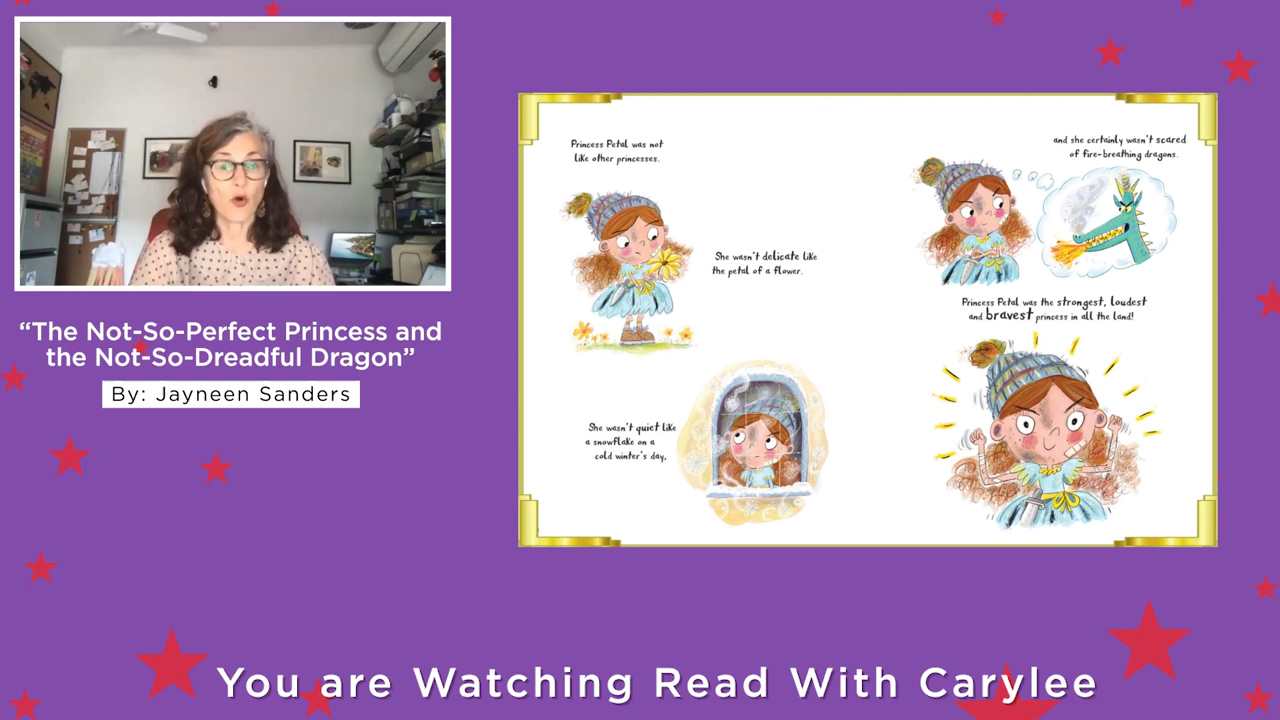 “The Not-So-Perfect Princess and
the Not-So-Dreadful Dragon”
By: Jayneen Sanders
Princess Petal was not
like other princesses.
She wasn't delicate like
the petal of a flower.
She wasn't quiet like
a snowflake on a
cold winter's day,
and she certainly wasn't scared
of fire-breathing dragons.
Princess Petal was the strongest, loudest
and bravest princess in all the land!
You are Watching Read With Carylee